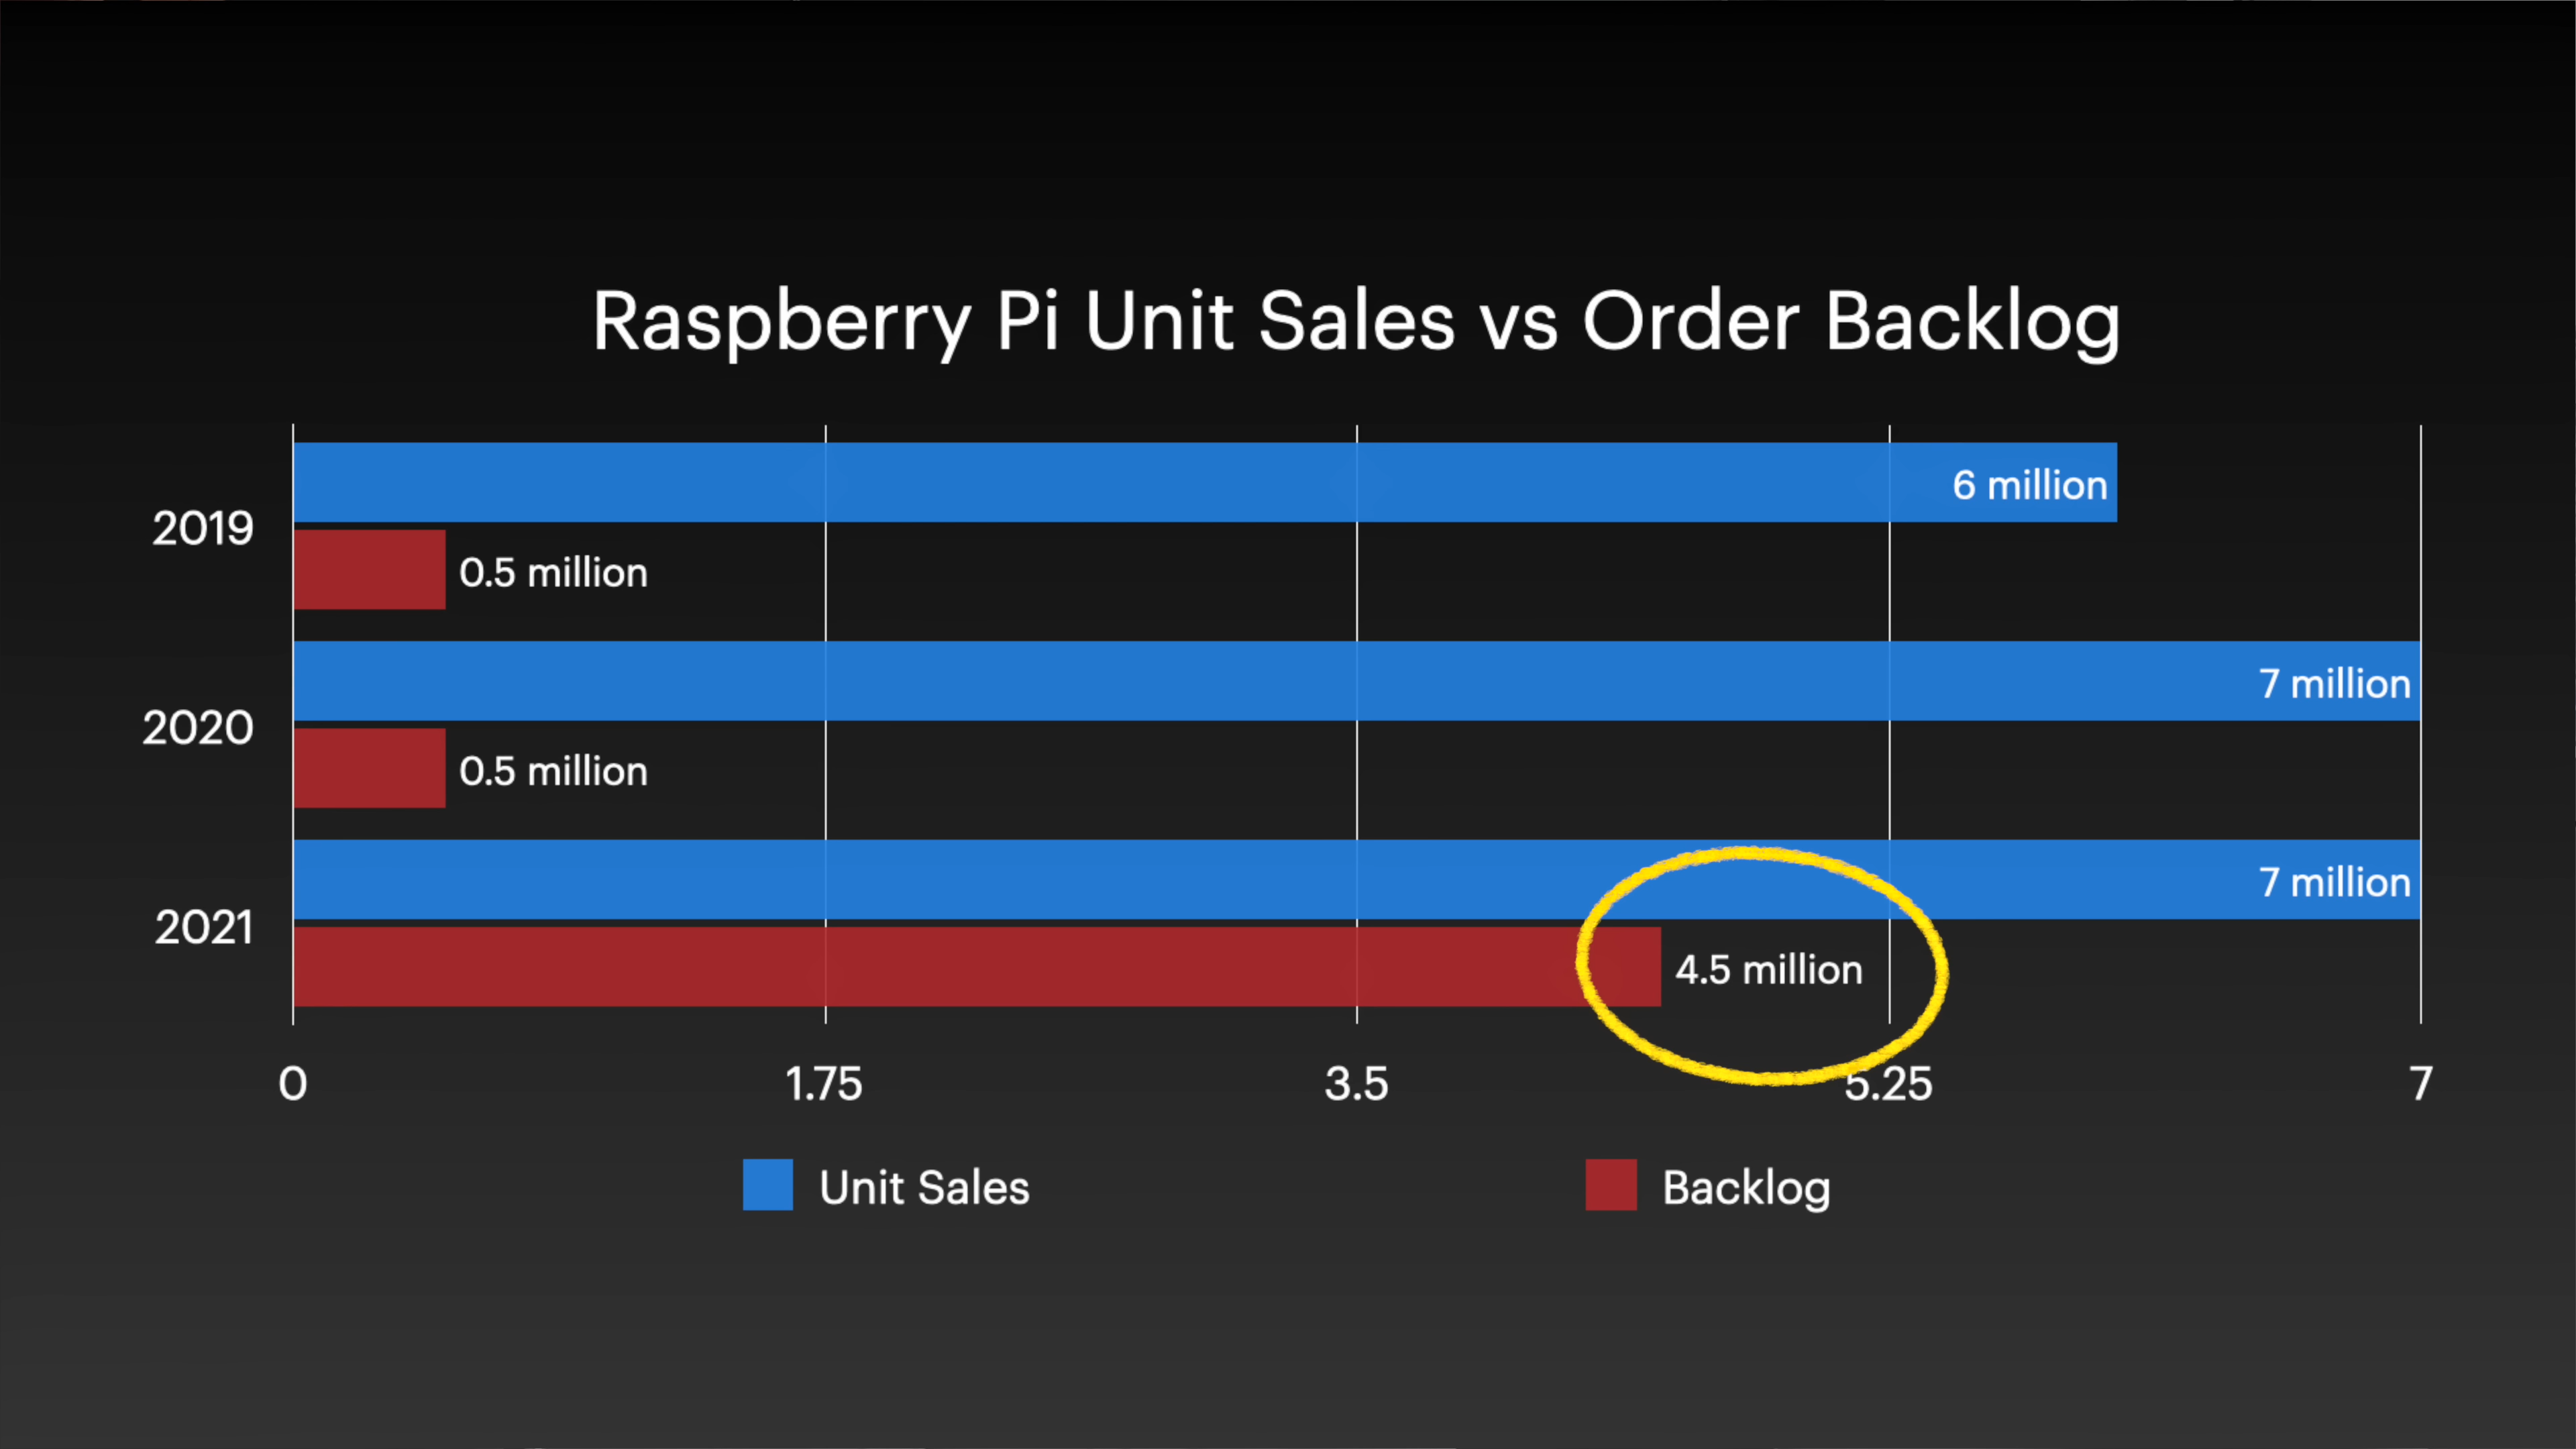 Raspberry Pi Unit Sales vs Order Backlog
6 million
2019
0.5 million
7 million
2020
0.5 million
7 million
2021
4.5 million
0 1.75 3.5 5.25 7
Unit Sales Backlog